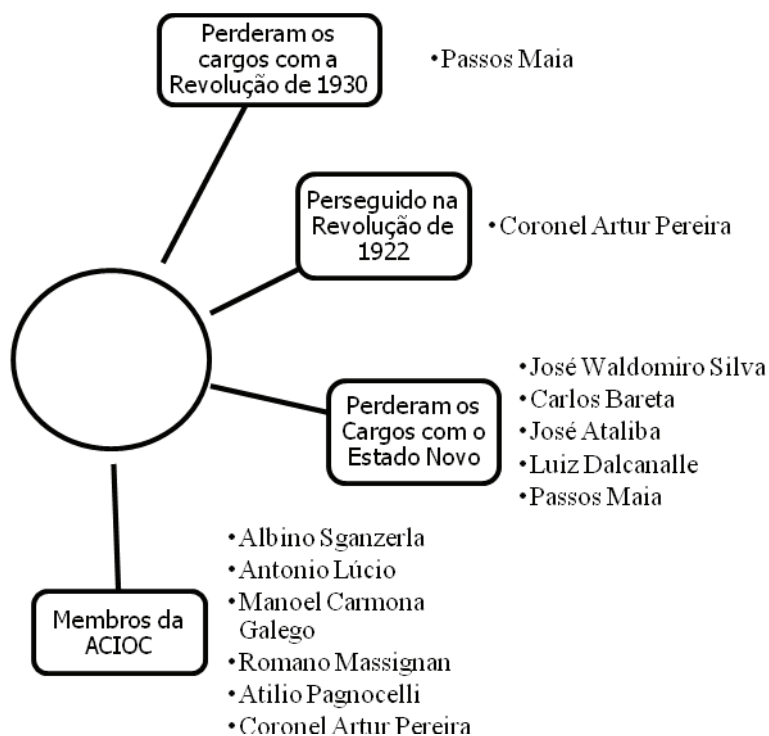 Perderam os
cargos com a
Revolução de 1930
•Passos Maia
Perseguido na
Revolução de
1922
•Coronel Artur Pereira
Perderam os
Cargos com o
Estado Novo
•José Waldomiro Silva
•Carlos Bareta
•José Ataliba
•Luiz Dalcanalle
•Passos Maia
Membros da
ACIOC
•Albino Sganzerla
•Antonio Lúcio
•Manoel Carmona
Galego
•Romano Massignan
•Atilio Pagnocelli
•Coronel Artur Pereira